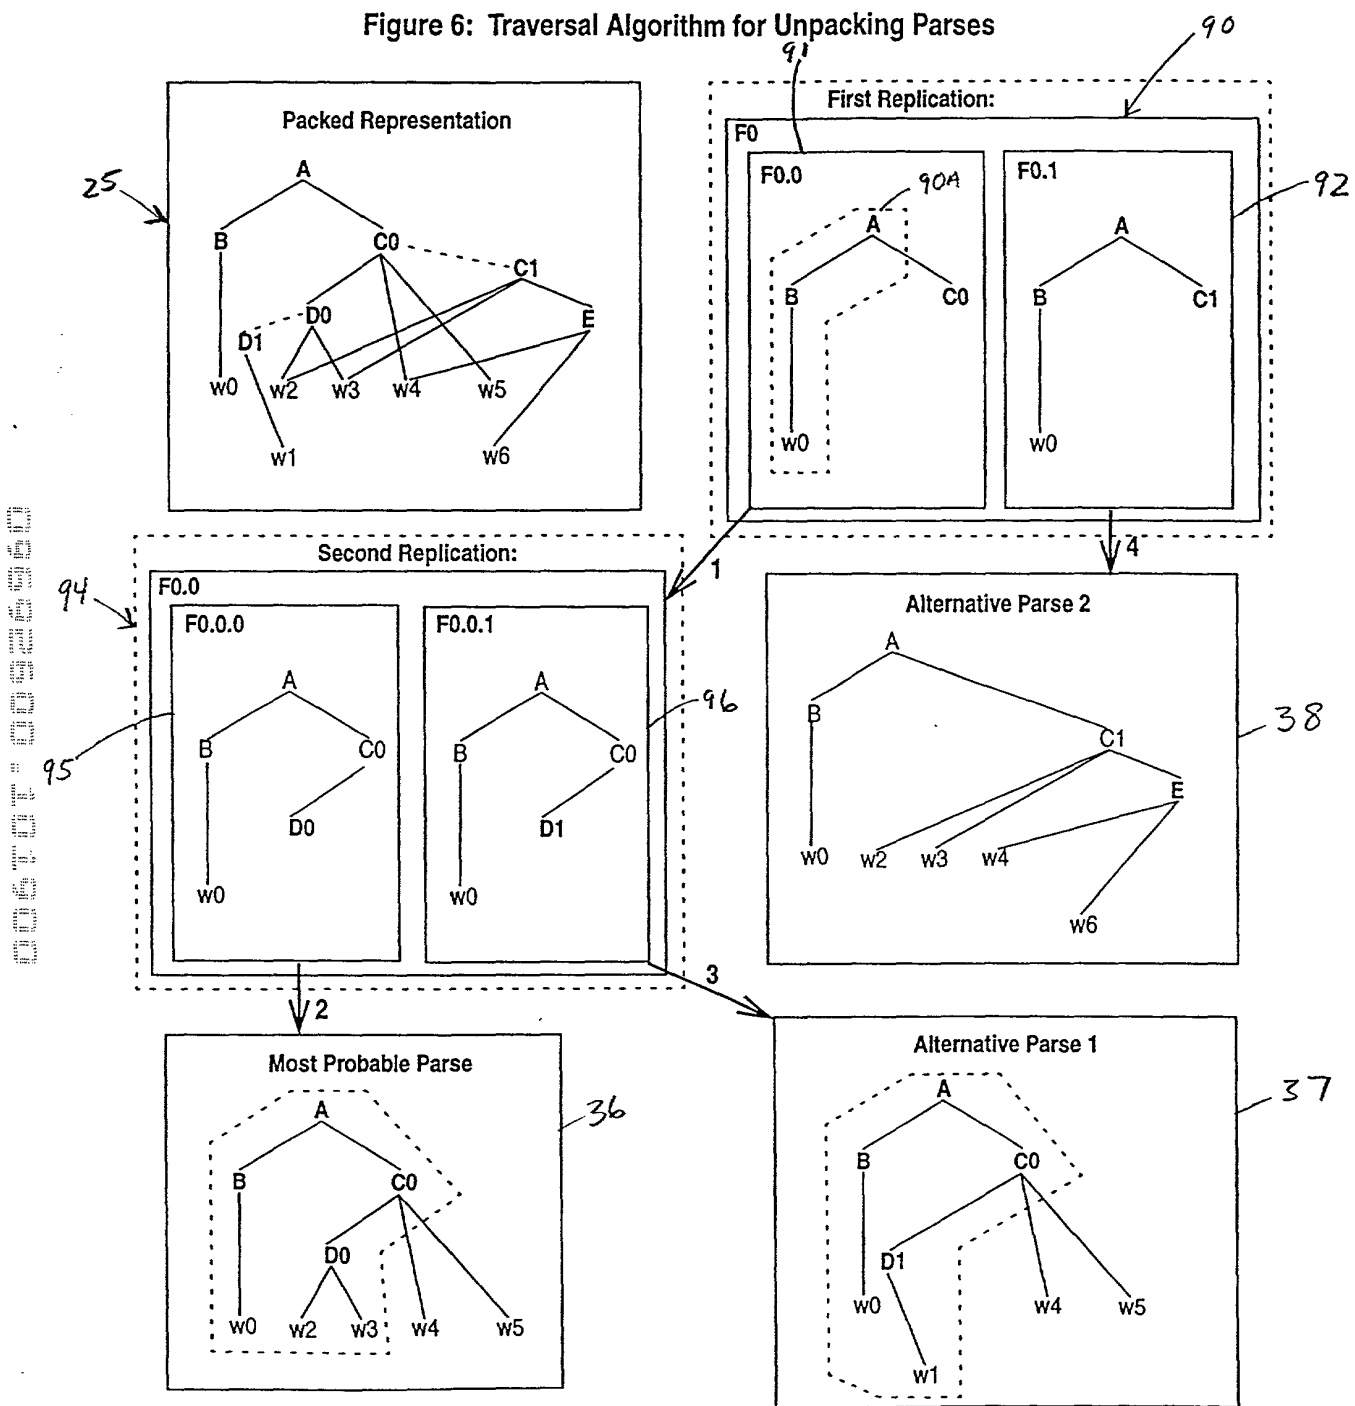 Figure 6: Traversal Algorithm for Unpacking Parses
91
90
Packed Representation
A
25
B
C0
C1
D0
E
D1
w0
w2
w3
w4
w5
w1
w6
First Replication:
F0
F0.0
90A
A
B
C0
w0
F0.1
92
A
B
C1
w0
1
4
Second Replication:
94
F0.0
F0.0.0
A
B
C0
D0
w0
95
F0.0.1
A
96
B
C0
D1
w0
2
3
Alternative Parse 2
A
B
38
C1
E
w0
w2
w3
w4
w6
Most Probable Parse
36
A
B
C0
D0
w0
w2
w3
w4
w5
Alternative Parse 1
37
A
B
C0
D1
w0
w4
w5
w1